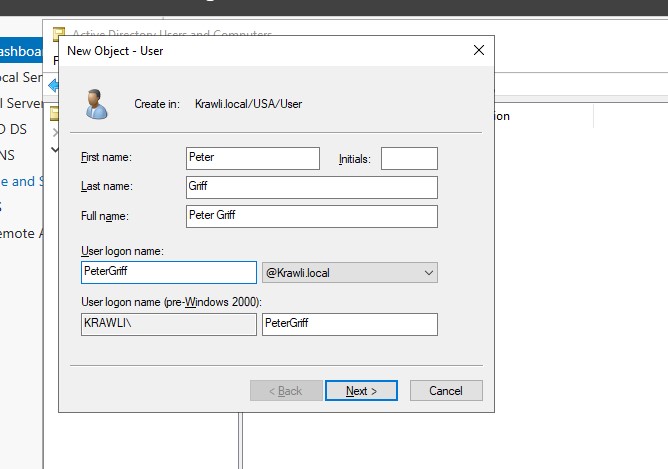 Active Directory Users and Computers
New Object - User
Create in: Krawli.local/USA/User
First name: Peter Initials:
Last name: Griff
Full name: Peter Griff
User logon name:
PeterGriff @Krawli.local
User logon name (pre-Windows 2000):
KRAWLI\ PeterGriff
< Back Next > Cancel
ashboa
ocal Ser
l Server
D DS
NS
e and S
S
emote A
ion